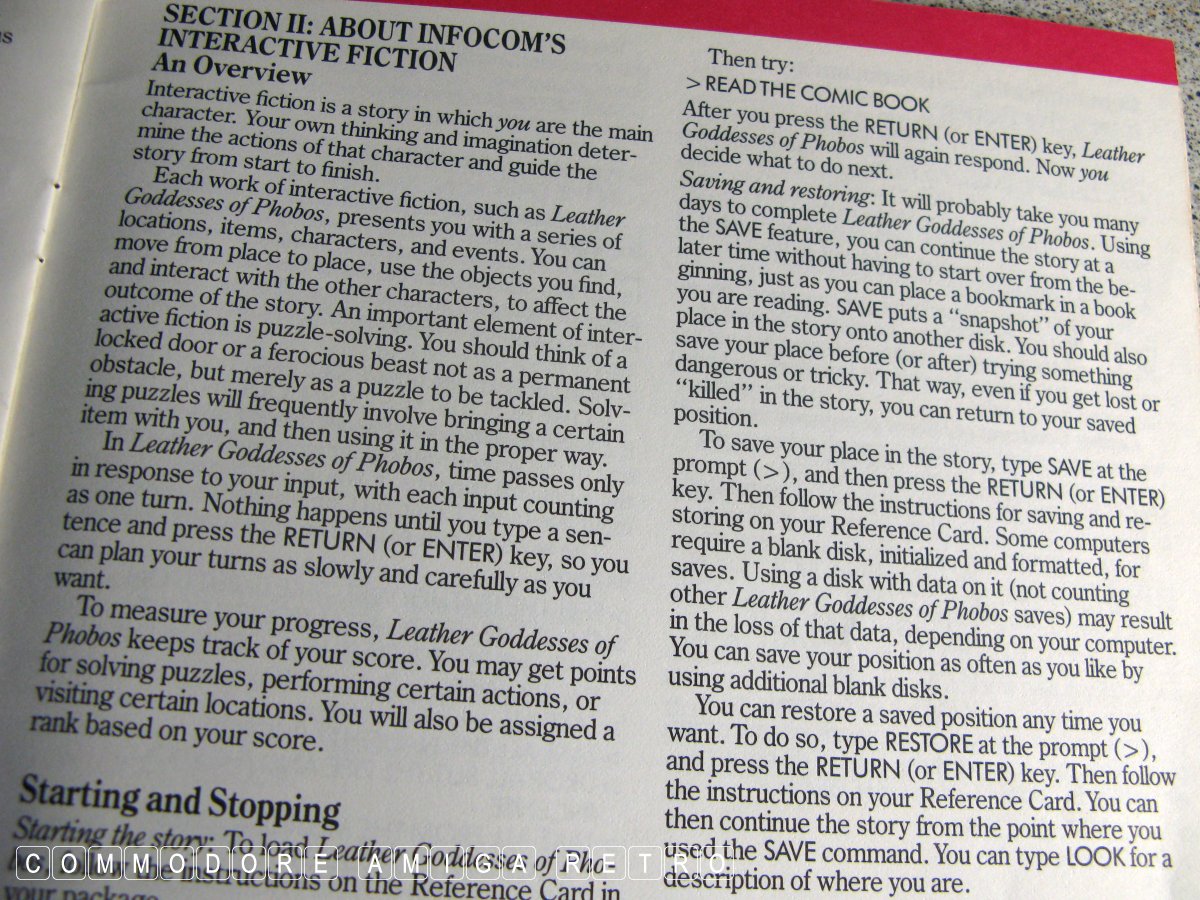 SECTION II: ABOUT INFOCOM'S
INTERACTIVE FICTION
An Overview
Interactive fiction is a story in which you are the main
character. Your own thinking and imagination deter-
mine the actions of that character and guide the
story from start to finish.
Each work of interactive fiction, such as Leather
Goddesses of Phobos, presents you with a series of
locations, items, characters, and events. You can
move from place to place, use the objects you find,
and interact with the other characters, to affect the
outcome of the story. An important element of inter-
active fiction is puzzle-solving. You should think of a
locked door or a ferocious beast not as a permanent
obstacle, but merely as a puzzle to be tackled. Solv-
ing puzzles will frequently involve bringing a certain
item with you, and then using it in the proper way.
In Leather Goddesses of Phobos, time passes only
in response to your input, with each input counting
as one turn. Nothing happens until you type a sen-
tence and press the RETURN (or ENTER) key, so you
can plan your turns as slowly and carefully as you
want.
To measure your progress, Leather Goddesses of
Phobos keeps track of your score. You may get points
for solving puzzles, performing certain actions, or
visiting certain locations. You will also be assigned a
rank based on your score.
Starting and Stopping
Starting the story: To load Leather Goddesses of Pho-
instructions on the Reference Card in
your package.
Then try:
> READ THE COMIC BOOK
After you press the RETURN (or ENTER) key, Leather
Goddesses of Phobos will again respond. Now you
decide what to do next.
Saving and restoring: It will probably take you many
days to complete Leather Goddesses of Phobos. Using
the SAVE feature, you can continue the story at a
later time without having to start over from the be-
ginning, just as you can place a bookmark in a book
you are reading. SAVE puts a "snapshot" of your
place in the story onto another disk. You should also
save your place before (or after) trying something
dangerous or tricky. That way, even if you get lost or
"killed" in the story, you can return to your saved
position.
To save your place in the story, type SAVE at the
prompt (>), and then press the RETURN (or ENTER)
key. Then follow the instructions for saving and re-
storing on your Reference Card. Some computers
require a blank disk, initialized and formatted, for
saves. Using a disk with data on it (not counting
other Leather Goddesses of Phobos saves) may result
in the loss of that data, depending on your computer.
You can save your position as often as you like by
using additional blank disks.
You can restore a saved position any time you
want. To do so, type RESTORE at the prompt (>),
and press the RETURN (or ENTER) key. Then follow
the instructions on your Reference Card. You can
then continue the story from the point where you
used the SAVE command. You can type LOOK for a
description of where you are.
COMMODORE AMIGA RETRO